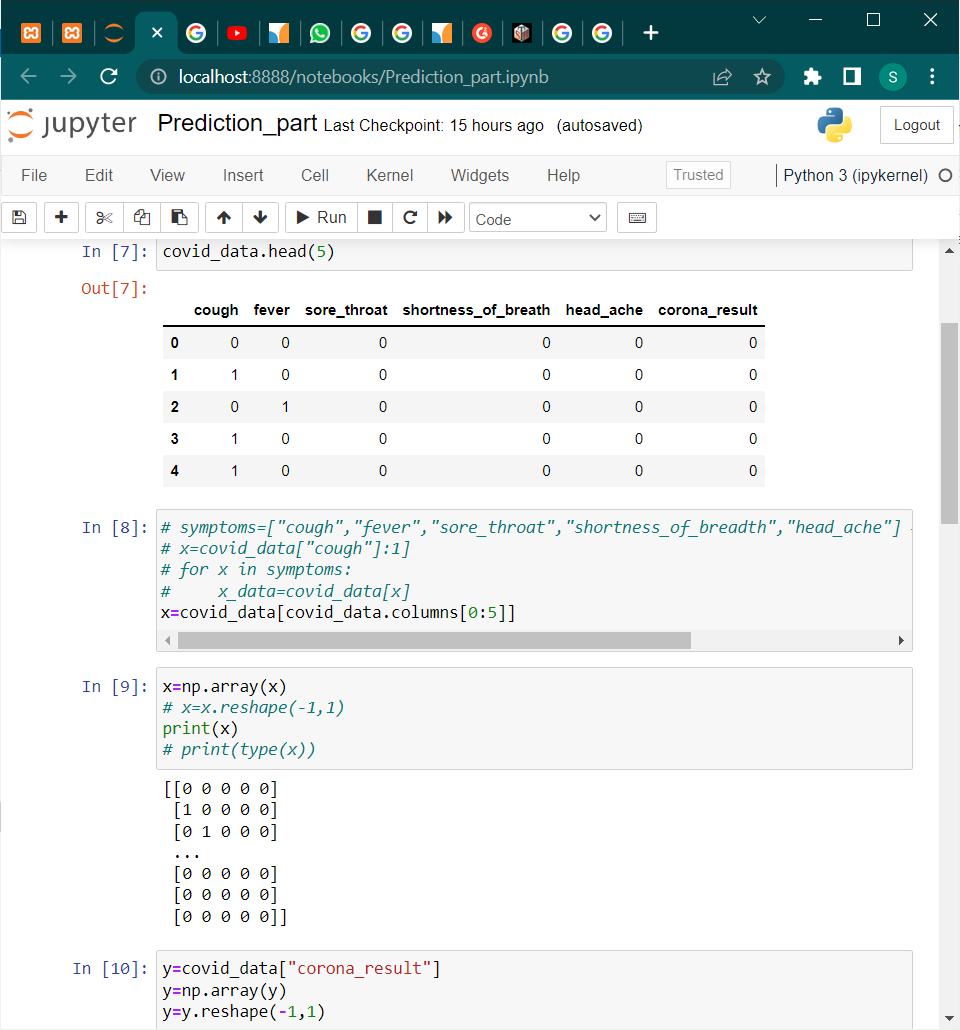 localhost:8888/notebooks/Prediction_part.ipynb
S
jupyter Prediction_part Last Checkpoint: 15 hours ago (autosaved)
Logout
File Edit View Insert Cell Kernel Widgets Help Trusted Python 3 (ipykernel)
Run Code
In [7]: covid_data.head(5)
Out[7]:
cough fever sore_throat shortness_of_breath head_ache corona_result
0 0 0 0 0 0 0
1 1 0 0 0 0 0
2 0 1 0 0 0 0
3 1 0 0 0 0 0
4 1 0 0 0 0 0
In [8]: # symptoms=["cough","fever","sore_throat","shortness_of_breadth","head_ache"]
# x=covid_data["cough"]:1]
# for x in symptoms:
#     x_data=covid_data[x]
x=covid_data[covid_data.columns[0:5]]
In [9]: x=np.array(x)
# x=x.reshape(-1,1)
print(x)
# print(type(x))
[[0 0 0 0 0]
[1 0 0 0 0]
[0 1 0 0 0]
...
[0 0 0 0 0]
[0 0 0 0 0]
[0 0 0 0 0]]
In [10]: y=covid_data["corona_result"]
y=np.array(y)
y=y.reshape(-1,1)